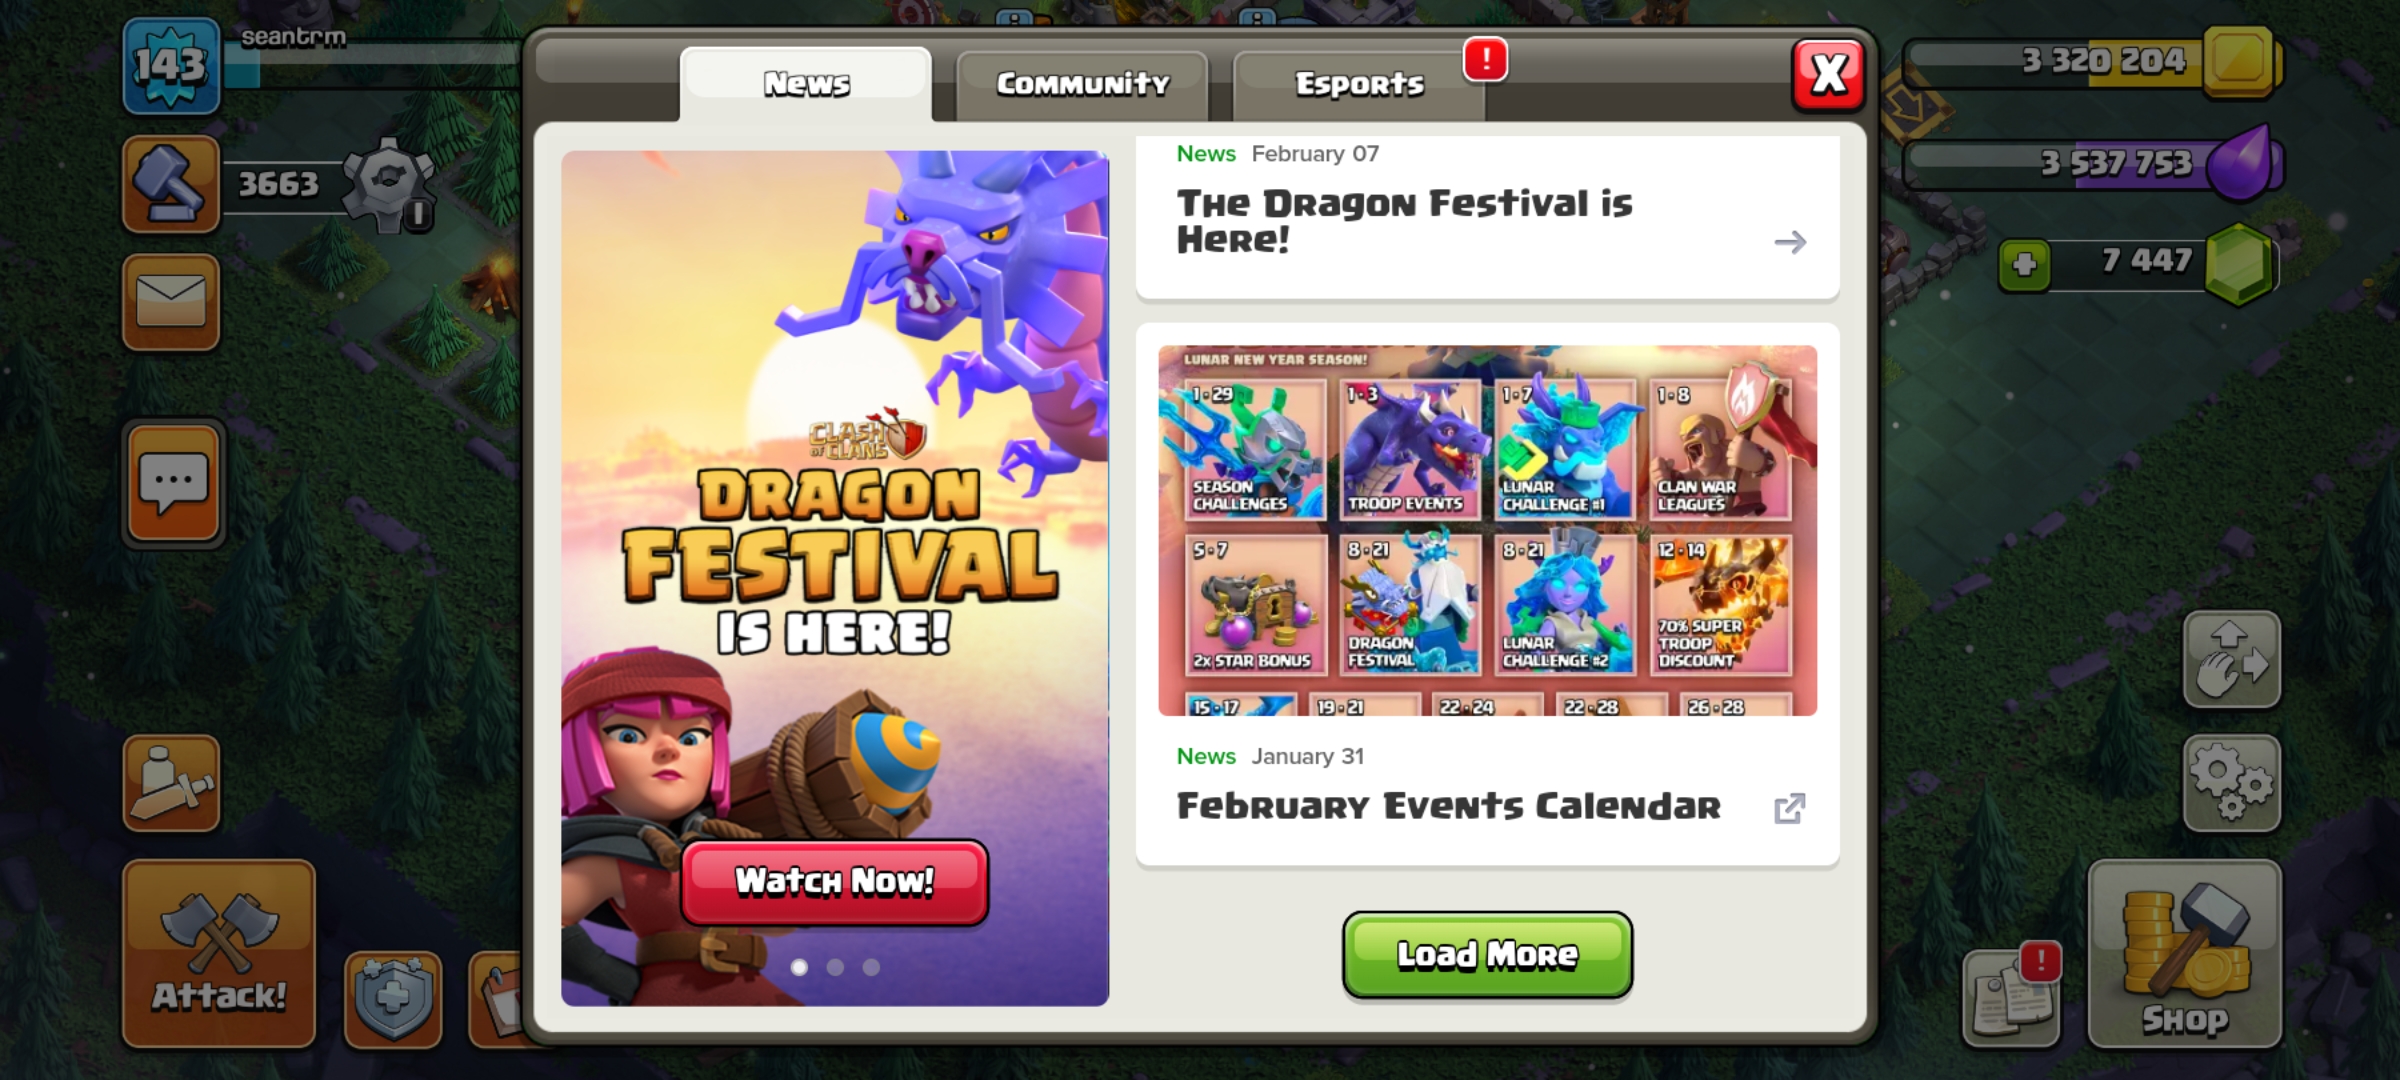 143
seantrm
3663
News
Community
Esports
!
X
3 320 204
3 537 753
7 447
CLASH
OF CLANS
DRAGON
FESTIVAL
IS HERE!
Watch Now!
News February 07
The Dragon Festival is
Here!
LUNAR NEW YEAR SEASON!
1-29
SEASON
CHALLENGES
1-3
TROOP EVENTS
1-7
LUNAR
CHALLENGE #1
1-8
CLAN WAR
LEAGUES
5-7
2X STAR BONUS
8-21
DRAGON
FESTIVAL
8-21
LUNAR
CHALLENGE #2
12-14
70% SUPER
TROOP
DISCOUNT
15-17
19-21
22-24
22-28
26-28
News January 31
February Events Calendar
Load More
Attack!
!
Shop